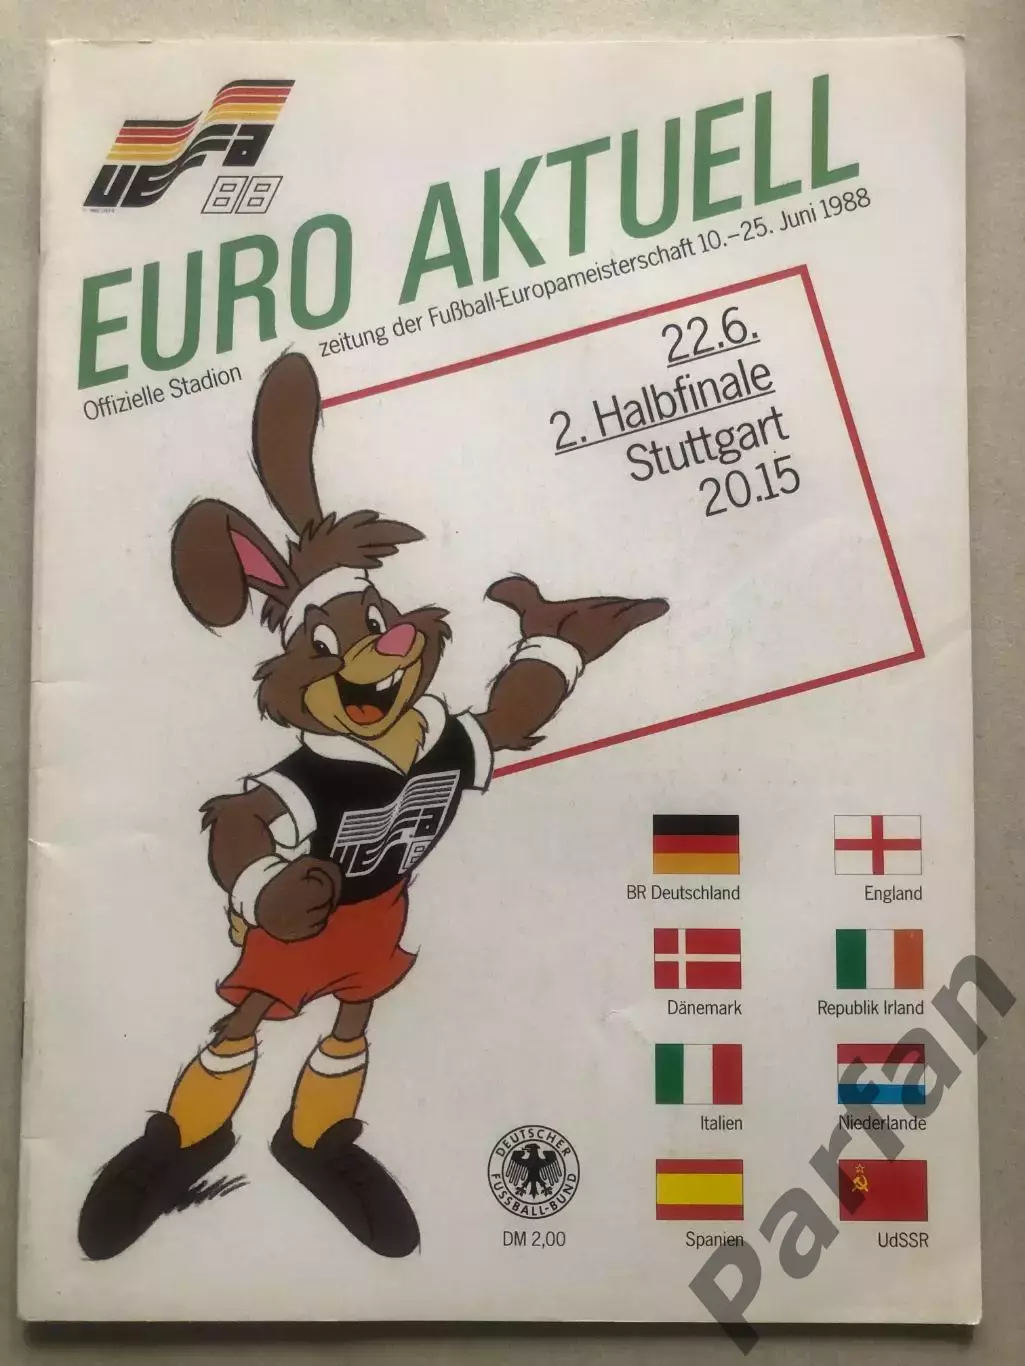 UEFA
88
EURO AKTUELL
Offizielle Stadion
zeitung der Fußball-Europameisterschaft 10.–25. Juni 1988
22.6.
2. Halbfinale
Stuttgart
20.15
UEFA
88
BR Deutschland
England
Dänemark
Republik Irland
Italien
Niederlande
Spanien
UdSSR
DEUTSCHER
FUSSBALL-BUND
DM 2,00
Parfan